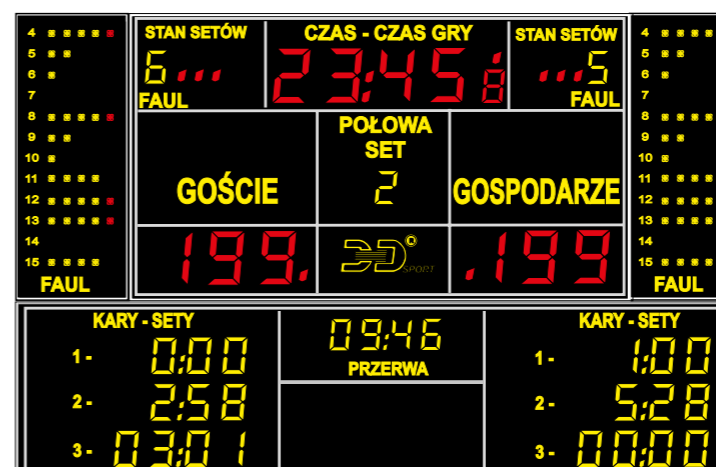 STAN SETÓW
CZAS - CZAS GRY
STAN SETÓW
6
23:45
8
5
FAUL
FAUL
4
5
6
7
8
9
10
11
12
13
14
15
FAUL
POŁOWA
SET
2
GOŚCIE
GOSPODARZE
199.
DD®
SPORT
.199
4
5
6
7
8
9
10
11
12
13
14
15
FAUL
KARY - SETY
1 - 0:00
2 - 2:58
3 - 03:01
09:46
PRZERWA
KARY - SETY
1 - 1:00
2 - 5:28
3 - 00:00